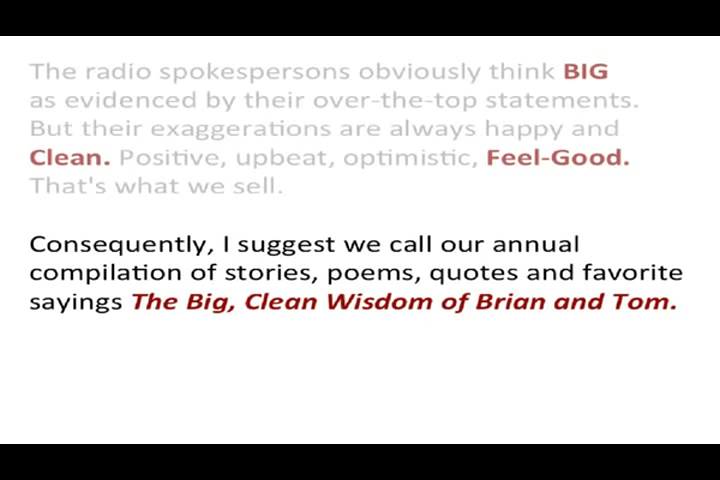 The radio spokespersons obviously think BIG
as evidenced by their over-the-top statements.
But their exaggerations are always happy and
Clean. Positive, upbeat, optimistic, Feel-Good.
That's what we sell.
Consequently, I suggest we call our annual
compilation of stories, poems, quotes and favorite
sayings The Big, Clean Wisdom of Brian and Tom.